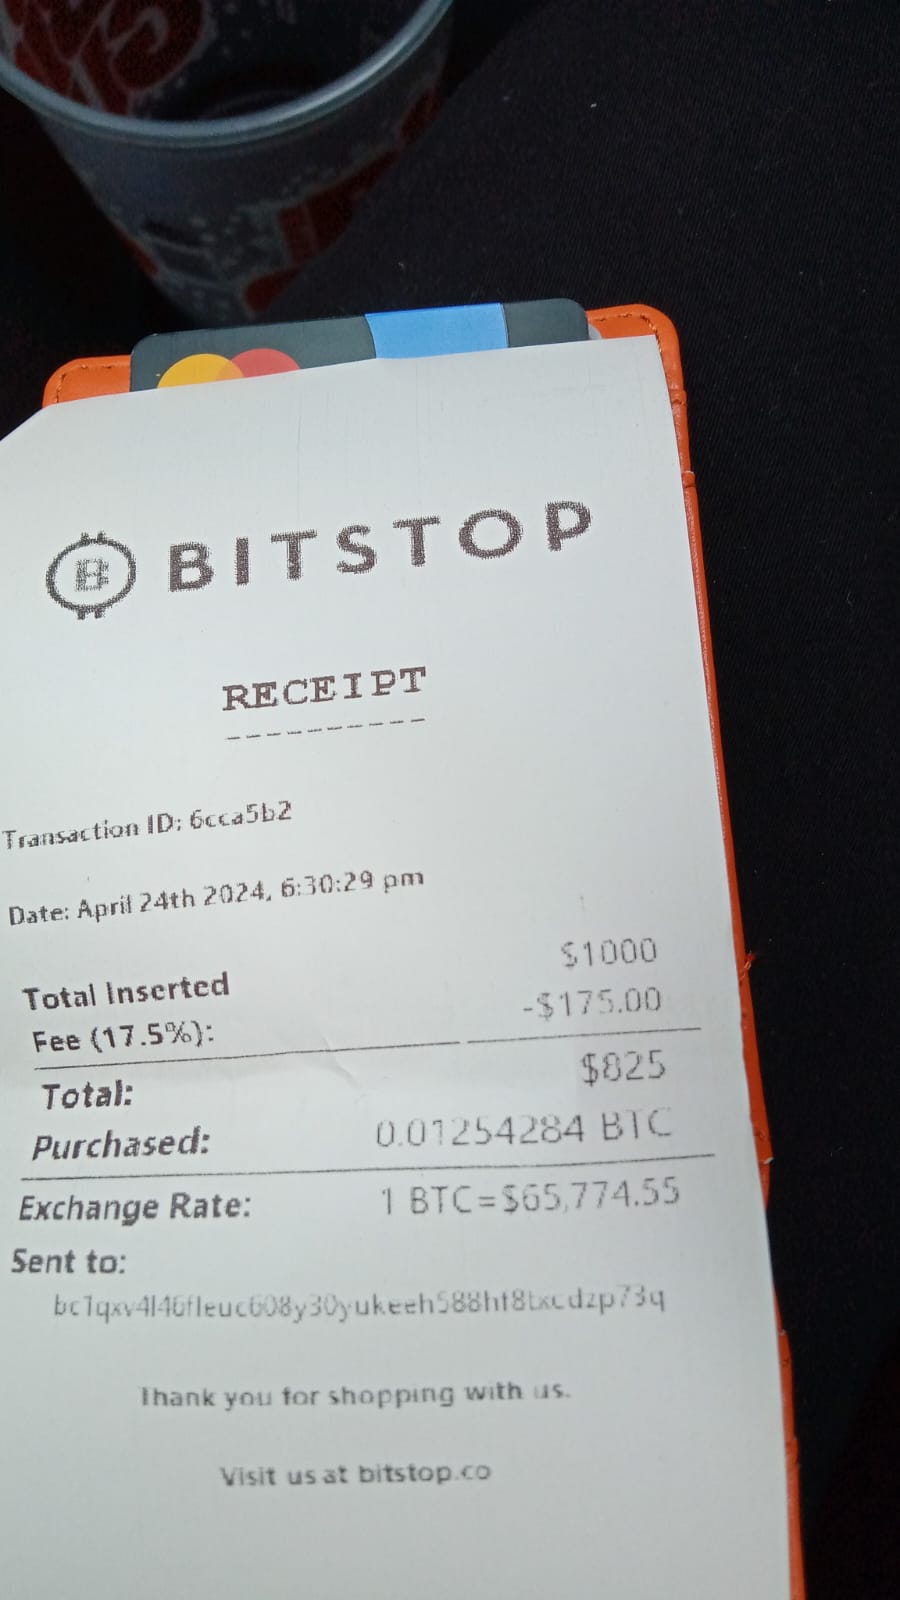 BITSTOP
RECEIPT
----------
Transaction ID: 6cca5b2
Date: April 24th 2024, 6:30:29 pm
Total Inserted $1000
Fee (17.5%): -$175.00
Total: $825
Purchased: 0.01254284 BTC
Exchange Rate: 1 BTC=$65,774.55
Sent to:
Thank you for shopping with us.
Visit us at bitstop.co